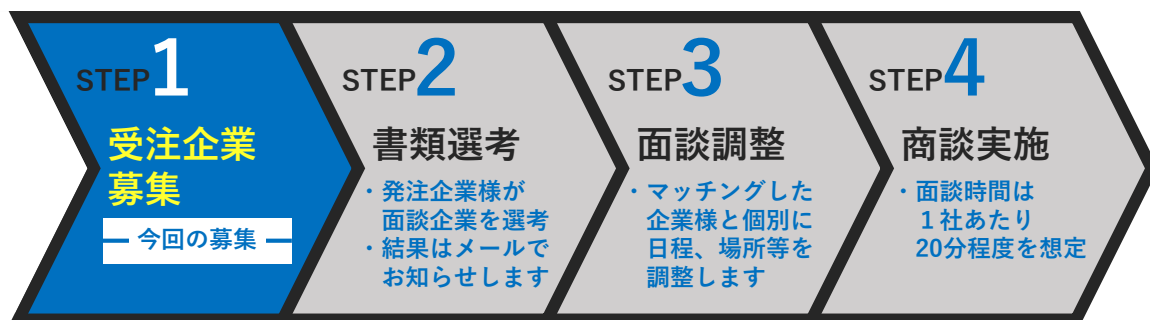 STEP1
受注企業
募集
今回の募集
STEP2
書類選考
・発注企業様が
面談企業を選考
・結果はメールで
お知らせします
STEP3
面談調整
・マッチングした
企業様と個別に
日程、場所等を
調整します
STEP4
商談実施
・面談時間は
１社あたり
20分程度を想定